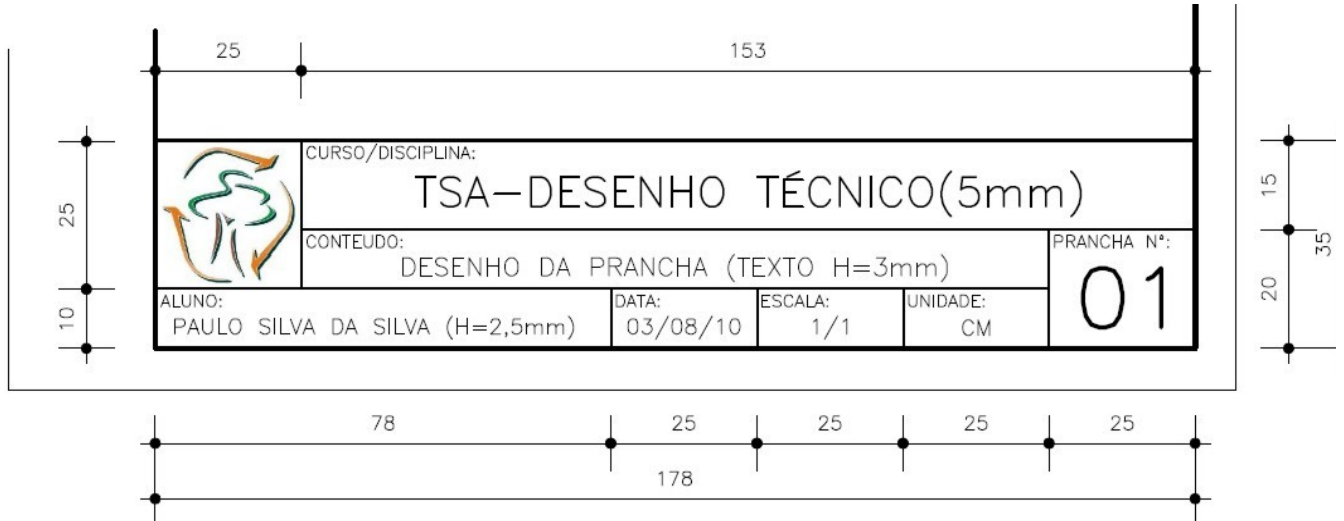 25 153
CURSO/DISCIPLINA:
TSA-DESENHO TÉCNICO(5mm)
25
15
35
CONTEUDO:
DESENHO DA PRANCHA (TEXTO H=3mm)
PRANCHA Nª:
01
10
20
ALUNO:
PAULO SILVA DA SILVA (H=2,5mm)
DATA:
03/08/10
ESCALA:
1/1
UNIDADE:
CM
78 25 25 25 25
178